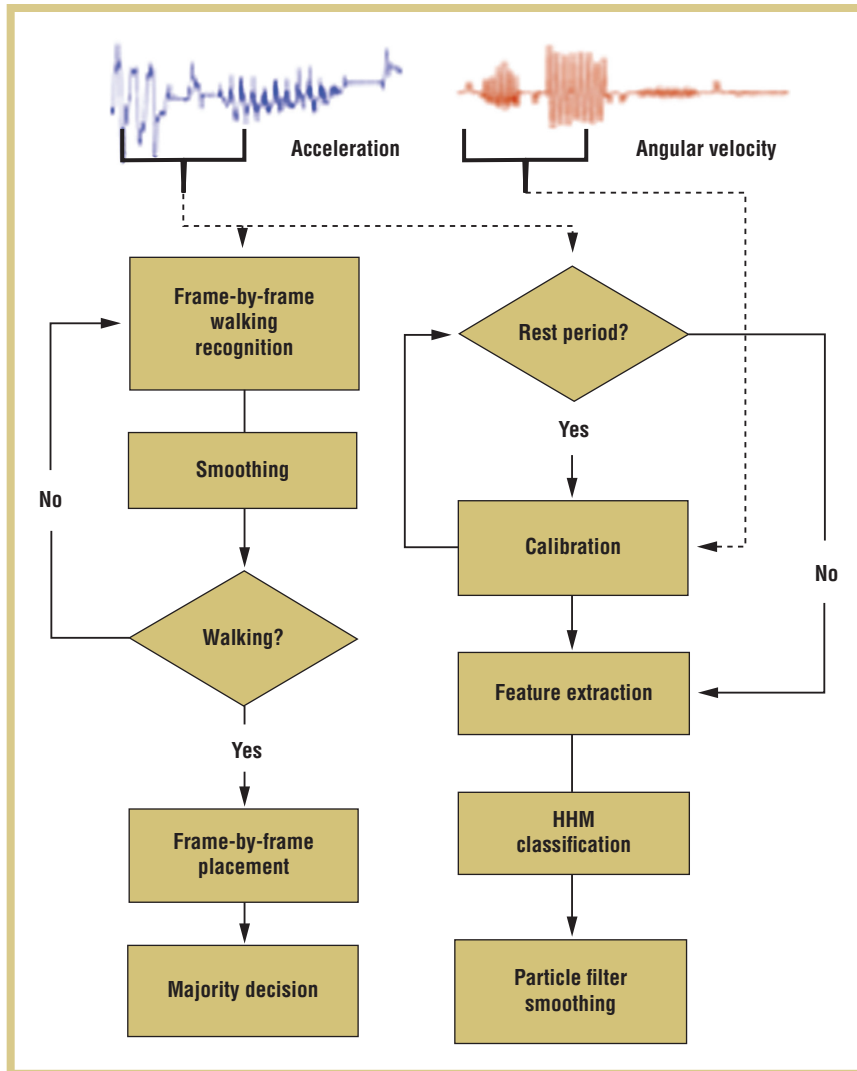 Acceleration
Angular velocity
Frame-by-frame
walking
recognition
Rest period?
Yes
Smoothing
No
Calibration
No
Walking?
Feature extraction
Yes
HHM
classification
Frame-by-frame
placement
Majority decision
Particle filter
smoothing